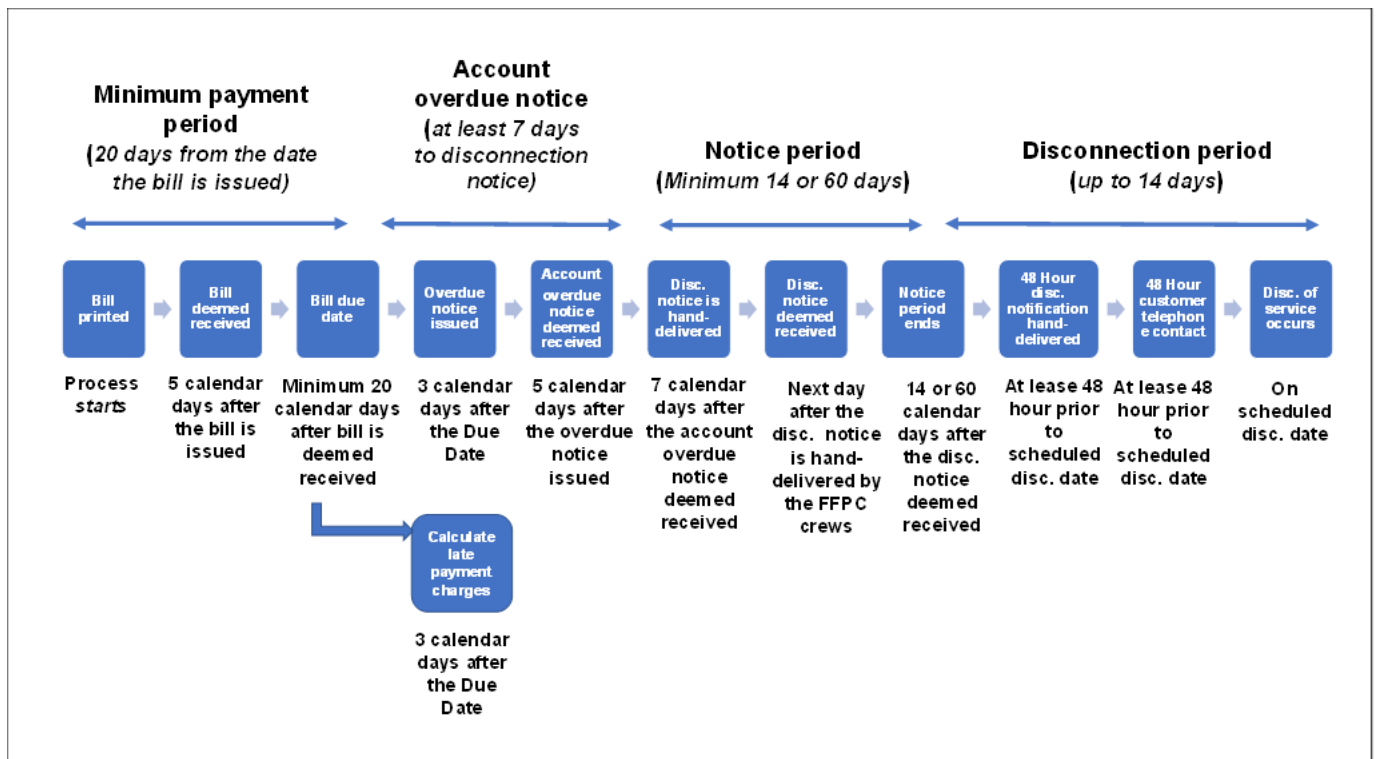 Minimum payment
period
(20 days from the date
the bill is issued)
Account
overdue notice
(at least 7 days
to disconnection
notice)
Notice period
(Minimum 14 or 60 days)
Disconnection period
(up to 14 days)
Bill
printed
Bill
deemed
received
Bill due
date
Overdue
notice
issued
Account
overdue
notice
deemed
received
Disc.
notice is
hand-
delivered
Disc.
notice
deemed
received
Notice
period
ends
48 Hour
disc.
notification
hand-
delivered
48 Hour
customer
telephon
e contact
Disc. of
service
occurs
Process
starts
5 calendar
days after
the bill is
issued
Minimum 20
calendar days
after bill is
deemed
received
3 calendar
days after
the Due
Date
5 calendar
days after
the overdue
notice
issued
7 calendar
days after
the account
overdue
notice
deemed
received
Next day
after the
disc. notice
is hand-
delivered by
the FFPC
crews
14 or 60
calendar
days after
the disc.
notice
deemed
received
At lease 48
hour prior
to
scheduled
disc. date
At lease 48
hour prior
to
scheduled
disc. date
On
scheduled
disc. date
Calculate
late
payment
charges
3 calendar
days after
the Due
Date